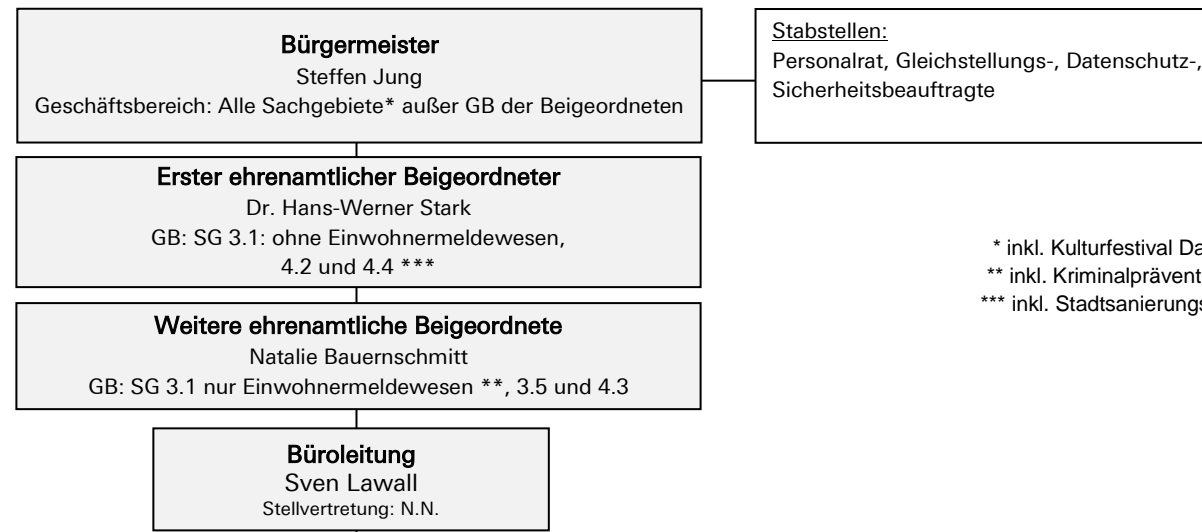 Bürgermeister
Steffen Jung
Geschäftsbereich: Alle Sachgebiete* außer GB der Beigeordneten
Stabstellen:
Personalrat, Gleichstellungs-, Datenschutz-,
Sicherheitsbeauftragte
Erster ehrenamtlicher Beigeordneter
Dr. Hans-Werner Stark
GB: SG 3.1: ohne Einwohnermeldewesen,
4.2 und 4.4 ***
* inkl. Kulturfestival
** inkl.
*** inkl.
Weitere ehrenamtliche Beigeordnete
Natalie Bauernschmitt
GB: SG 3.1 nur Einwohnermeldewesen **, 3.5 und 4.3
Büroleitung
Sven Lawall
Stellvertretung: N.N.